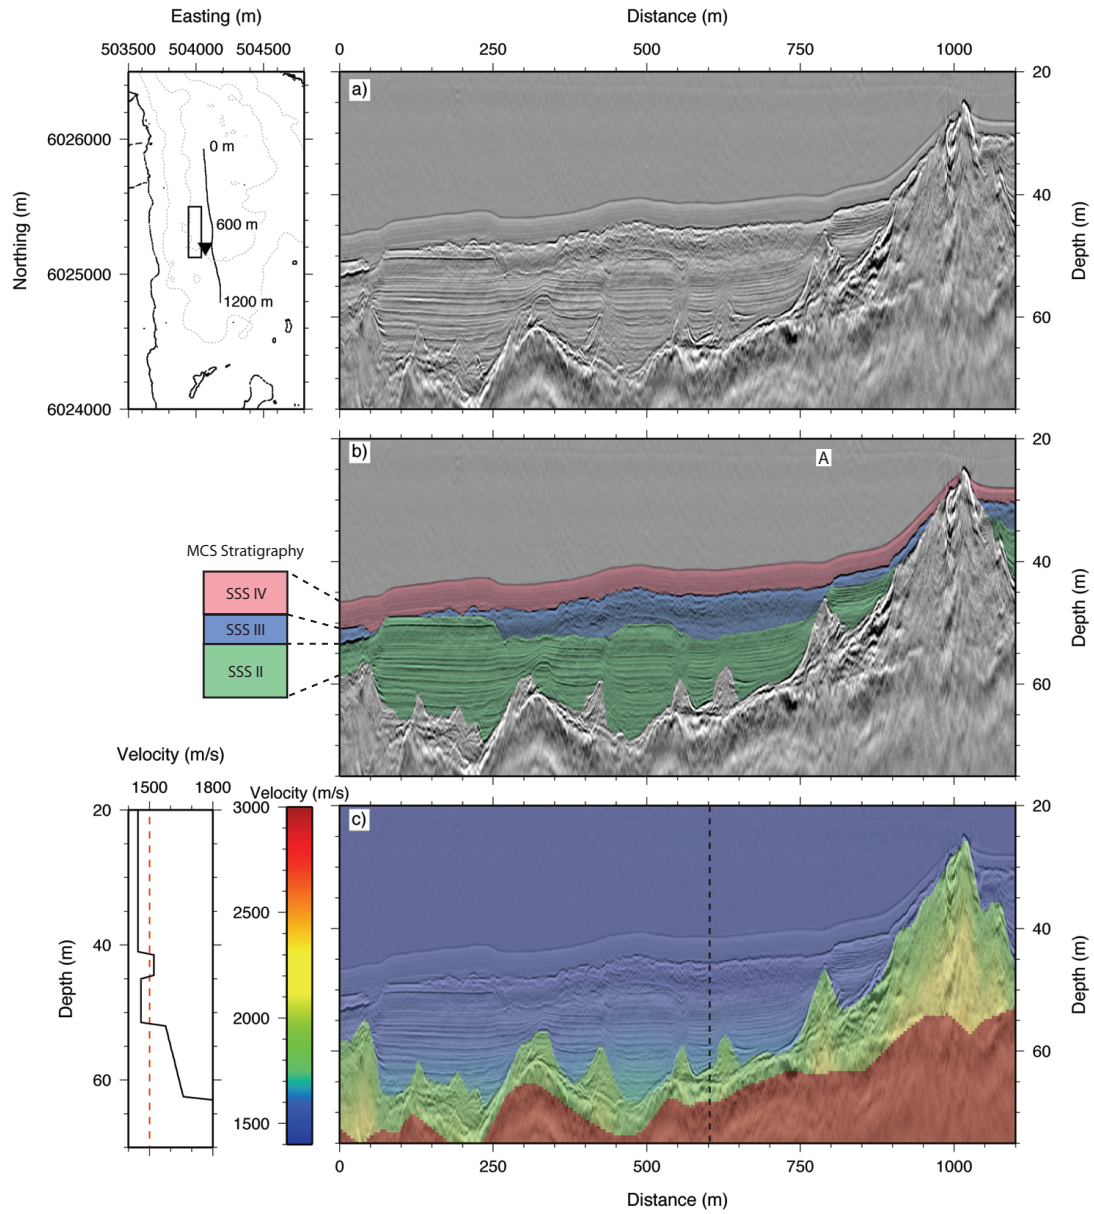 Easting (m)
503500 504000 504500
Northing (m)
6026000
6025000
6024000
0 m
600 m
1200 m
Distance (m)
0 250 500 750 1000
a)
20
40
60
Depth (m)
b)
A
20
40
60
Depth (m)
MCS Stratigraphy
SSS IV
SSS III
SSS II
Velocity (m/s)
1500 1800
20
40
60
Depth (m)
Velocity (m/s)
3000
2500
2000
1500
c)
20
40
60
Depth (m)
0 250 500 750 1000
Distance (m)